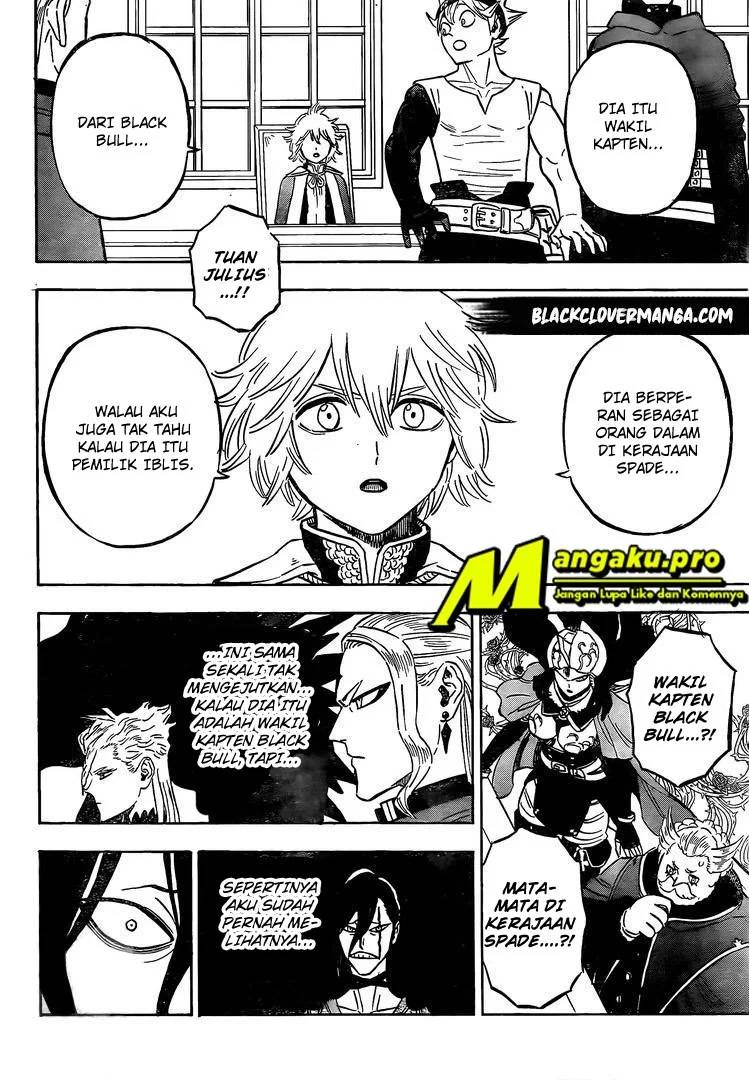 DIA ITU
WAKIL
KAPTEN...
DARI BLACK
BULL...
TUAN
JULIUS
...!!
BLACKCLOVERMANGA.COM
DIA BERPE-
RAN SEBAGAI
ORANG DALAM
DI KERAJAAN
SPADE...
WALAU AKU
JUGA TAK TAHU
KALAU DIA ITU
PEMILIK IBLIS.
Mangaku.pro
Jangan Lupa Like dan Komennya
WAKIL
KAPTEN
BLACK
BULL...?!
MATA-
MATA DI
KERAJAAN
SPADE....?!
...INI SAMA
SEKALI TAK
MENGEJUTKAN...
KALAU DIA ITU
ADALAH WAKIL
KAPTEN BLACK
BULL, TAPI...
SEPERTINYA
AKU SUDAH
PERNAH ME-
LIHATNYA...